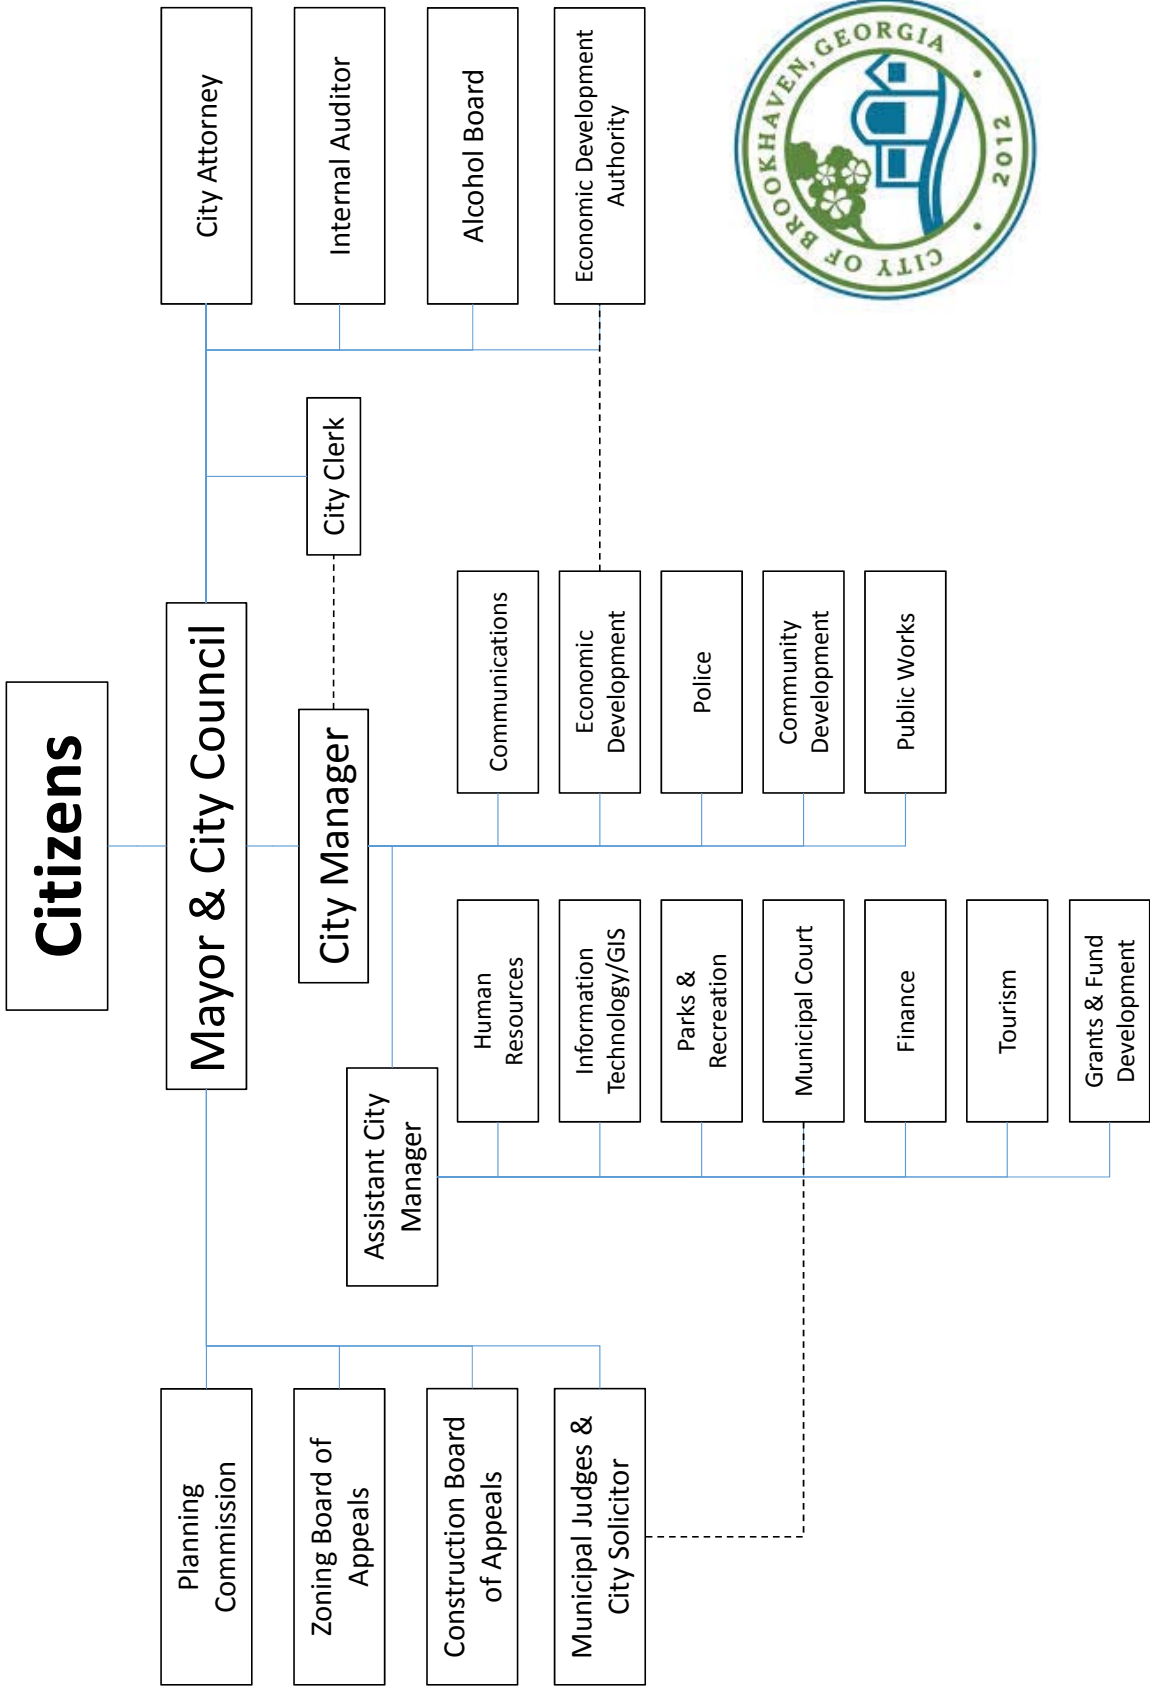 Citizens
Mayor & City Council
City Manager
City Clerk
Assistant City
Manager
Planning
Commission
Zoning Board of
Appeals
Construction Board
of Appeals
Municipal Judges &
City Solicitor
City Attorney
Internal Auditor
Alcohol Board
Economic Development
Authority
Human
Resources
Information
Technology/GIS
Parks &
Recreation
Municipal Court
Finance
Tourism
Grants & Fund
Development
Communications
Economic
Development
Police
Community
Development
Public Works
CITY OF BROOKHAVEN, GEORGIA
2012